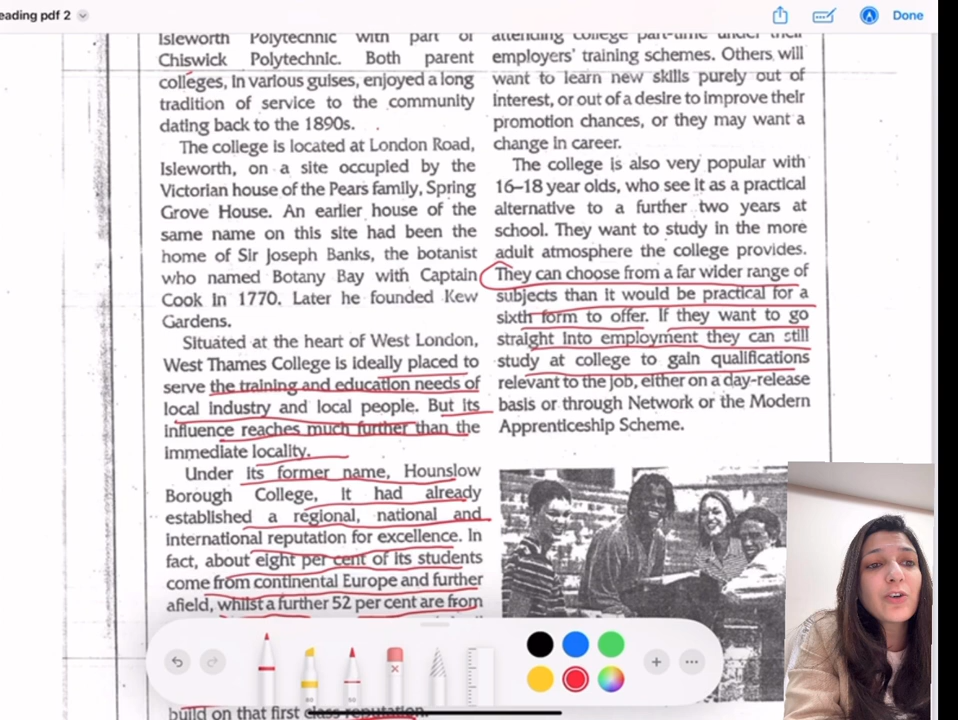 eading pdf 2
Done
Isleworth Polytechnic with part of
Chiswick Polytechnic. Both parent
colleges, in various guises, enjoyed a long
tradition of service to the community
dating back to the 1890s.
The college is located at London Road,
Isleworth, on a site occupied by the
Victorian house of the Pears family, Spring
Grove House. An earlier house of the
same name on this site had been the
home of Sir Joseph Banks, the botanist
who named Botany Bay with Captain
Cook in 1770. Later he founded Kew
Gardens.
Situated at the heart of West London,
West Thames College is ideally placed to
serve the training and education needs of
local industry and local people. But its
influence reaches much further than the
immediate locality.
Under its former name, Hounslow
Borough College, it had already
established a regional, national and
international reputation for excellence. In
fact, about eight per cent of its students
come from continental Europe and further
afield, whilst a further 52 per cent are from
build on that first class reputation.
attending college part-time under their
employers' training schemes. Others will
want to learn new skills purely out of
interest, or out of a desire to improve their
promotion chances, or they may want a
change in career.
The college is also very popular with
16–18 year olds, who see it as a practical
alternative to a further two years at
school. They want to study in the more
adult atmosphere the college provides.
They can choose from a far wider range of
subjects than it would be practical for a
sixth form to offer. If they want to go
straight into employment they can still
study at college to gain qualifications
relevant to the job, either on a day-release
basis or through Network or the Modern
Apprenticeship Scheme.